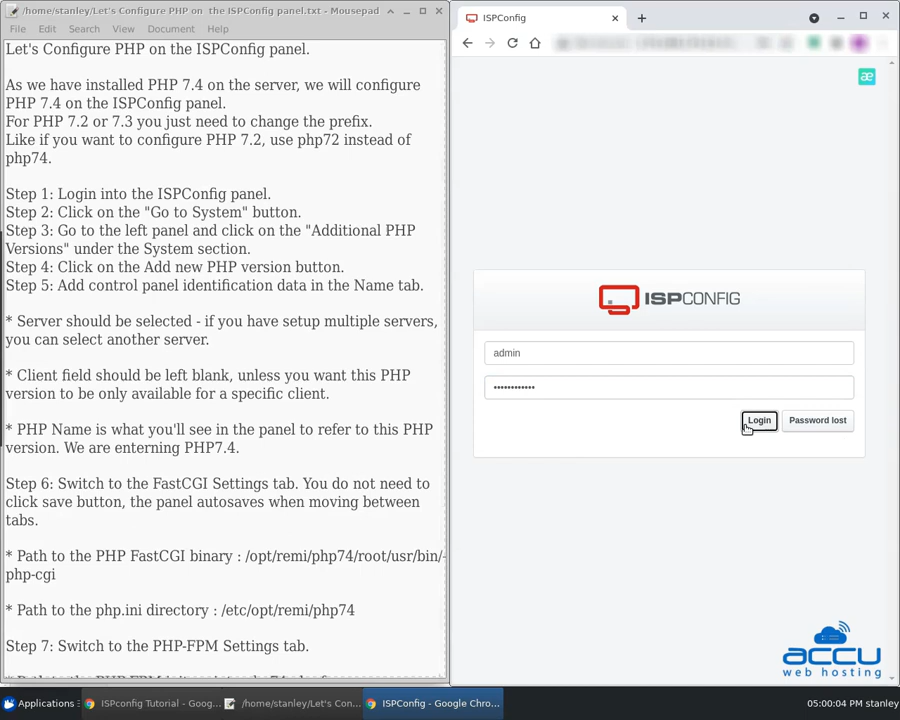 /home/stanley/Let's Configure PHP on the ISPConfig panel.txt - Mousepad
File Edit Search View Document Help
Let's Configure PHP on the ISPConfig panel.
As we have installed PHP 7.4 on the server, we will configure
PHP 7.4 on the ISPConfig panel.
For PHP 7.2 or 7.3 you just need to change the prefix.
Like if you want to configure PHP 7.2, use php72 instead of
php74.
Step 1: Login into the ISPConfig panel.
Step 2: Click on the "Go to System" button.
Step 3: Go to the left panel and click on the "Additional PHP
Versions" under the System section.
Step 4: Click on the Add new PHP version button.
Step 5: Add control panel identification data in the Name tab.
* Server should be selected - if you have setup multiple servers,
you can select another server.
* Client field should be left blank, unless you want this PHP
version to be only available for a specific client.
* PHP Name is what you'll see in the panel to refer to this PHP
version. We are enterning PHP7.4.
Step 6: Switch to the FastCGI Settings tab. You do not need to
click save button, the panel autosaves when moving between
tabs.
* Path to the PHP FastCGI binary : /opt/remi/php74/root/usr/bin/-
php-cgi
* Path to the php.ini directory : /etc/opt/remi/php74
Step 7: Switch to the PHP-FPM Settings tab.
ISPConfig
æ
ISPCONFIG
admin
Login
Password lost
accu
web hosting
Applications
ISPconfig Tutorial - Goog...
/home/stanley/Let's Con...
ISPConfig - Google Chro...
05:00:04 PM stanley